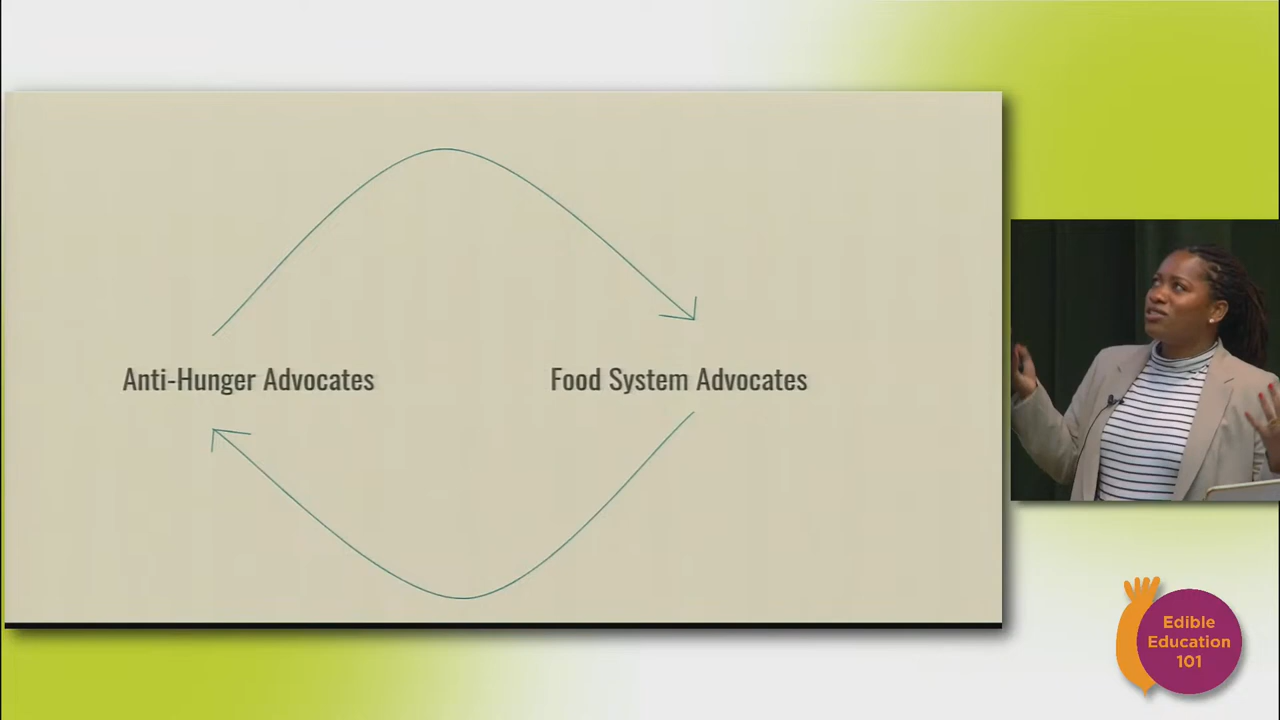 Anti-Hunger Advocates
Food System Advocates
Edible
Education
101